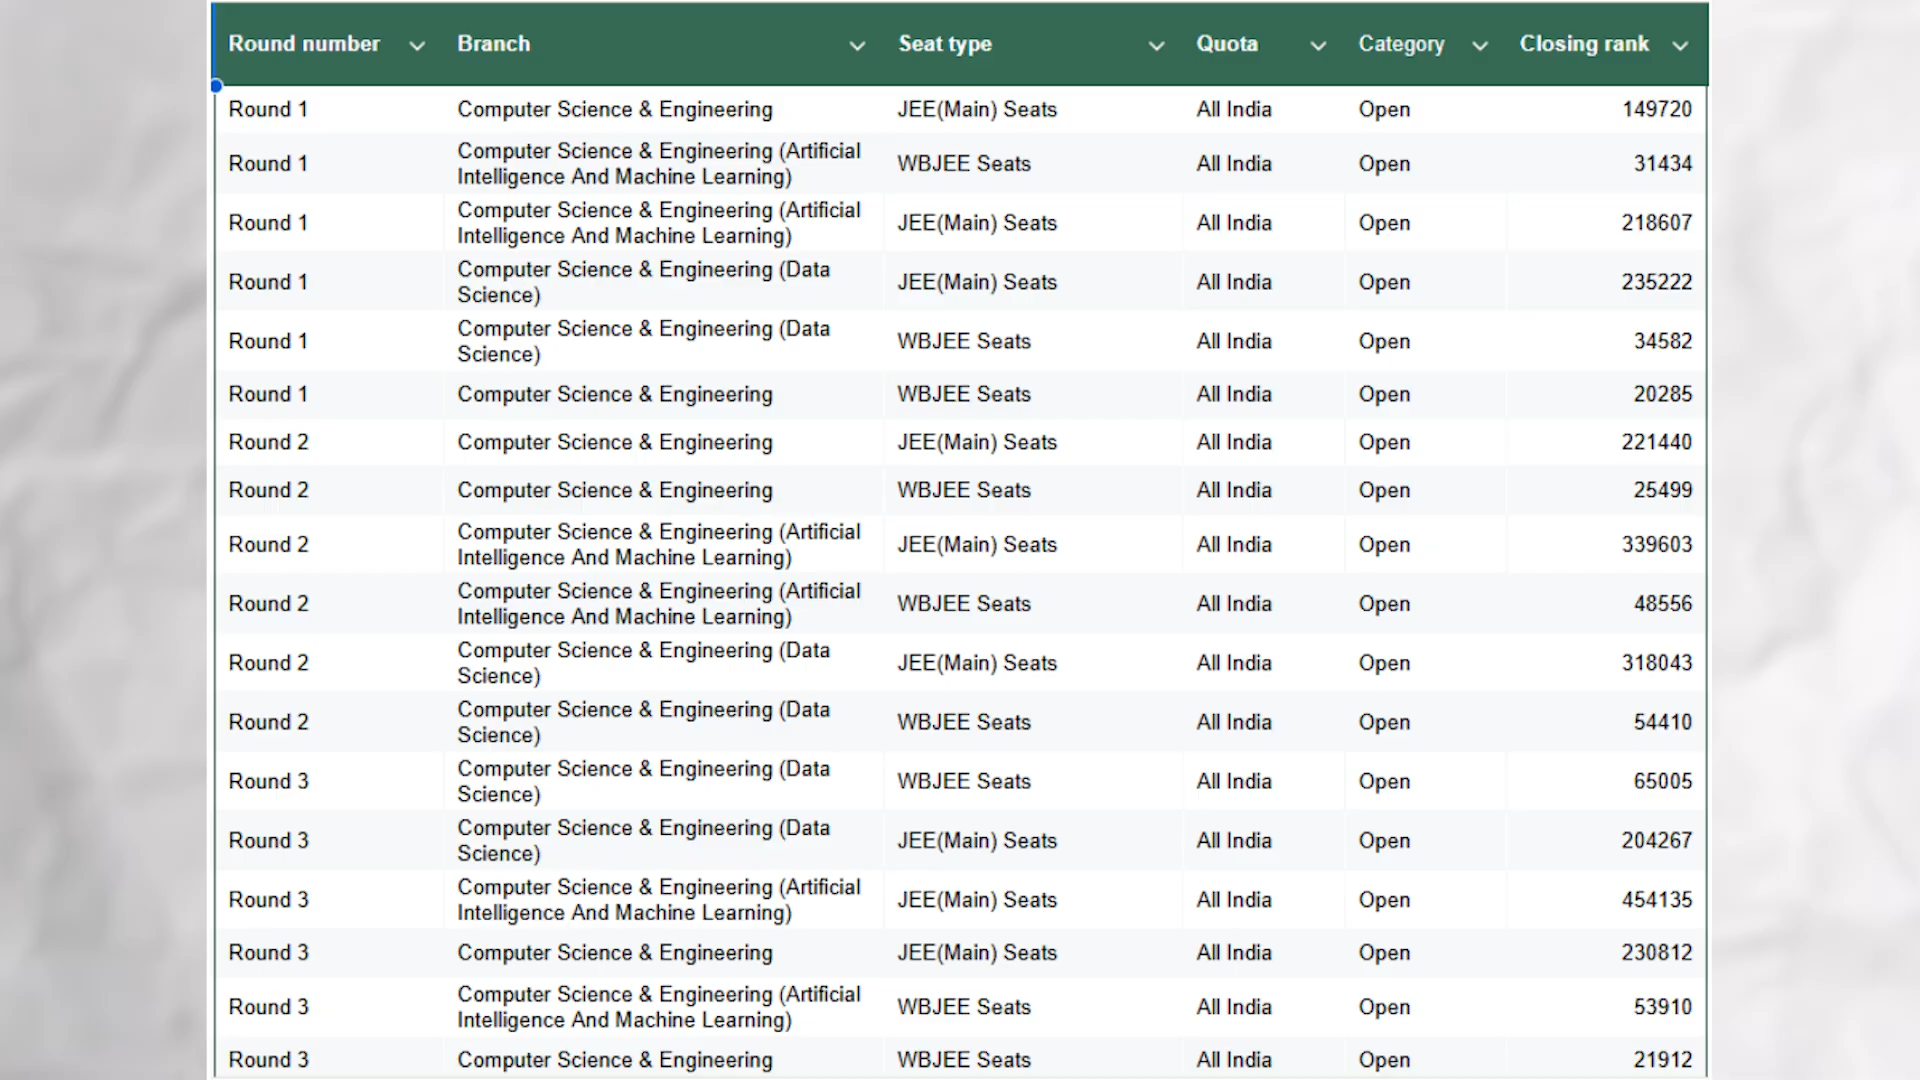 Round number Branch Seat type Quota Category Closing rank
Round 1 Computer Science & Engineering JEE(Main) Seats All India Open 149720
Computer Science & Engineering (Artificial
Round 1 WBJEE Seats All India Open 31434
Intelligence And Machine Learning)
Computer Science & Engineering (Artificial
Round 1 JEE(Main) Seats All India Open 218607
Intelligence And Machine Learning)
Computer Science & Engineering (Data
Round 1 JEE(Main) Seats All India Open 235222
Science)
Computer Science & Engineering (Data
Round 1 WBJEE Seats All India Open 34582
Science)
Round 1 Computer Science & Engineering WBJEE Seats All India Open 20285
Round 2 Computer Science & Engineering JEE(Main) Seats All India Open 221440
Round 2 Computer Science & Engineering WBJEE Seats All India Open 25499
Computer Science & Engineering (Artificial
Round 2 JEE(Main) Seats All India Open 339603
Intelligence And Machine Learning)
Computer Science & Engineering (Artificial
Round 2 WBJEE Seats All India Open 48556
Intelligence And Machine Learning)
Computer Science & Engineering (Data
Round 2 JEE(Main) Seats All India Open 318043
Science)
Computer Science & Engineering (Data
Round 2 WBJEE Seats All India Open 54410
Science)
Computer Science & Engineering (Data
Round 3 WBJEE Seats All India Open 65005
Science)
Computer Science & Engineering (Data
Round 3 JEE(Main) Seats All India Open 204267
Science)
Computer Science & Engineering (Artificial
Round 3 JEE(Main) Seats All India Open 454135
Intelligence And Machine Learning)
Round 3 Computer Science & Engineering JEE(Main) Seats All India Open 230812
Computer Science & Engineering (Artificial
Round 3 WBJEE Seats All India Open 53910
Intelligence And Machine Learning)
Round 3 Computer Science & Engineering WBJEE Seats All India Open 21912